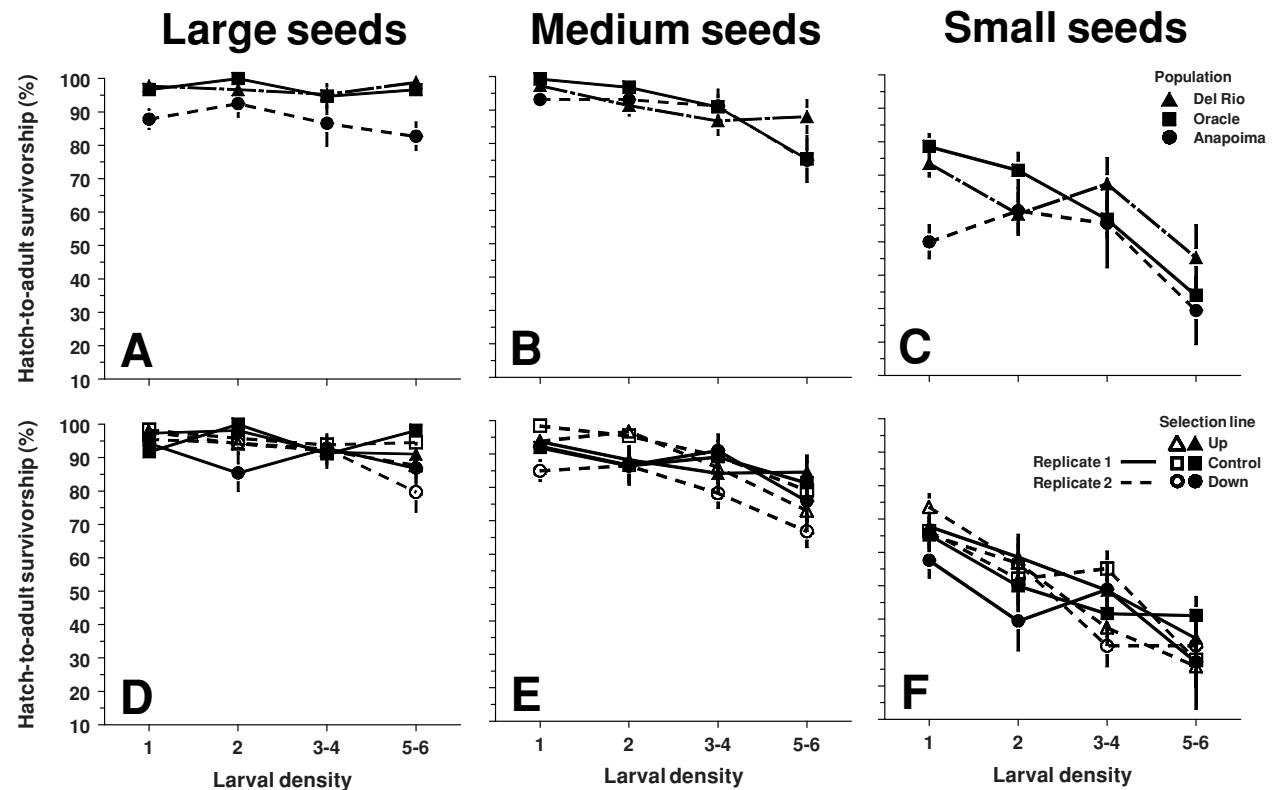 Large seeds
Medium seeds
Small seeds
Hatch-to-adult survivorship (%)
100
90
80
70
60
50
40
30
20
10
A
B
C
Population
Del Rio
Oracle
Anapoima
Hatch-to-adult survivorship (%)
100
90
80
70
60
50
40
30
20
10
D
E
F
Selection line
Up
Replicate 1
Control
Replicate 2
Down
1 2 3-4 5-6
1 2 3-4 5-6
1 2 3-4 5-6
Larval density
Larval density
Larval density